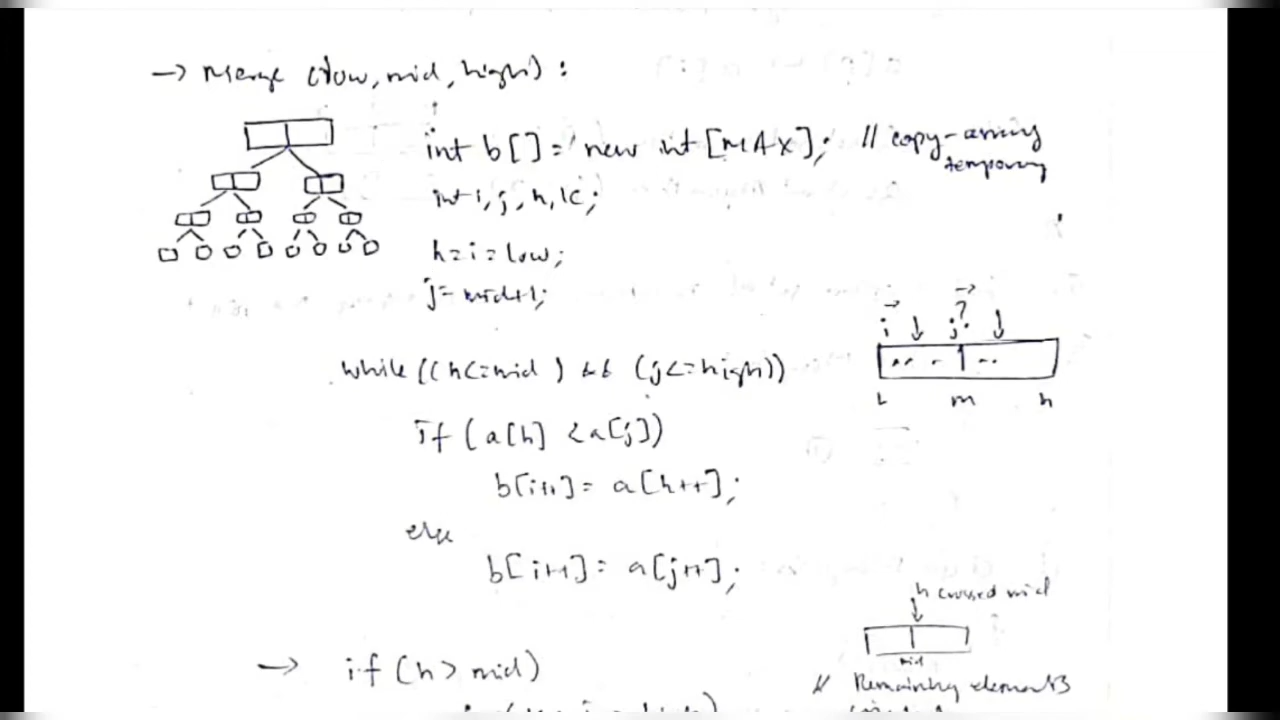 → Merge (low, mid, high) :
int b[] = new int [MAX]; // copy-array
temporary
int i, j, h, k;
h = i = low;
j = mid+1;
i j?
L m h
while ((h<=mid) && (j<=high))
if (a[h] < a[j])
b[i++] = a[h++];
else
b[i++] = a[j++];
h crossed mid
mid
→ if (h > mid)
// Remaining elements